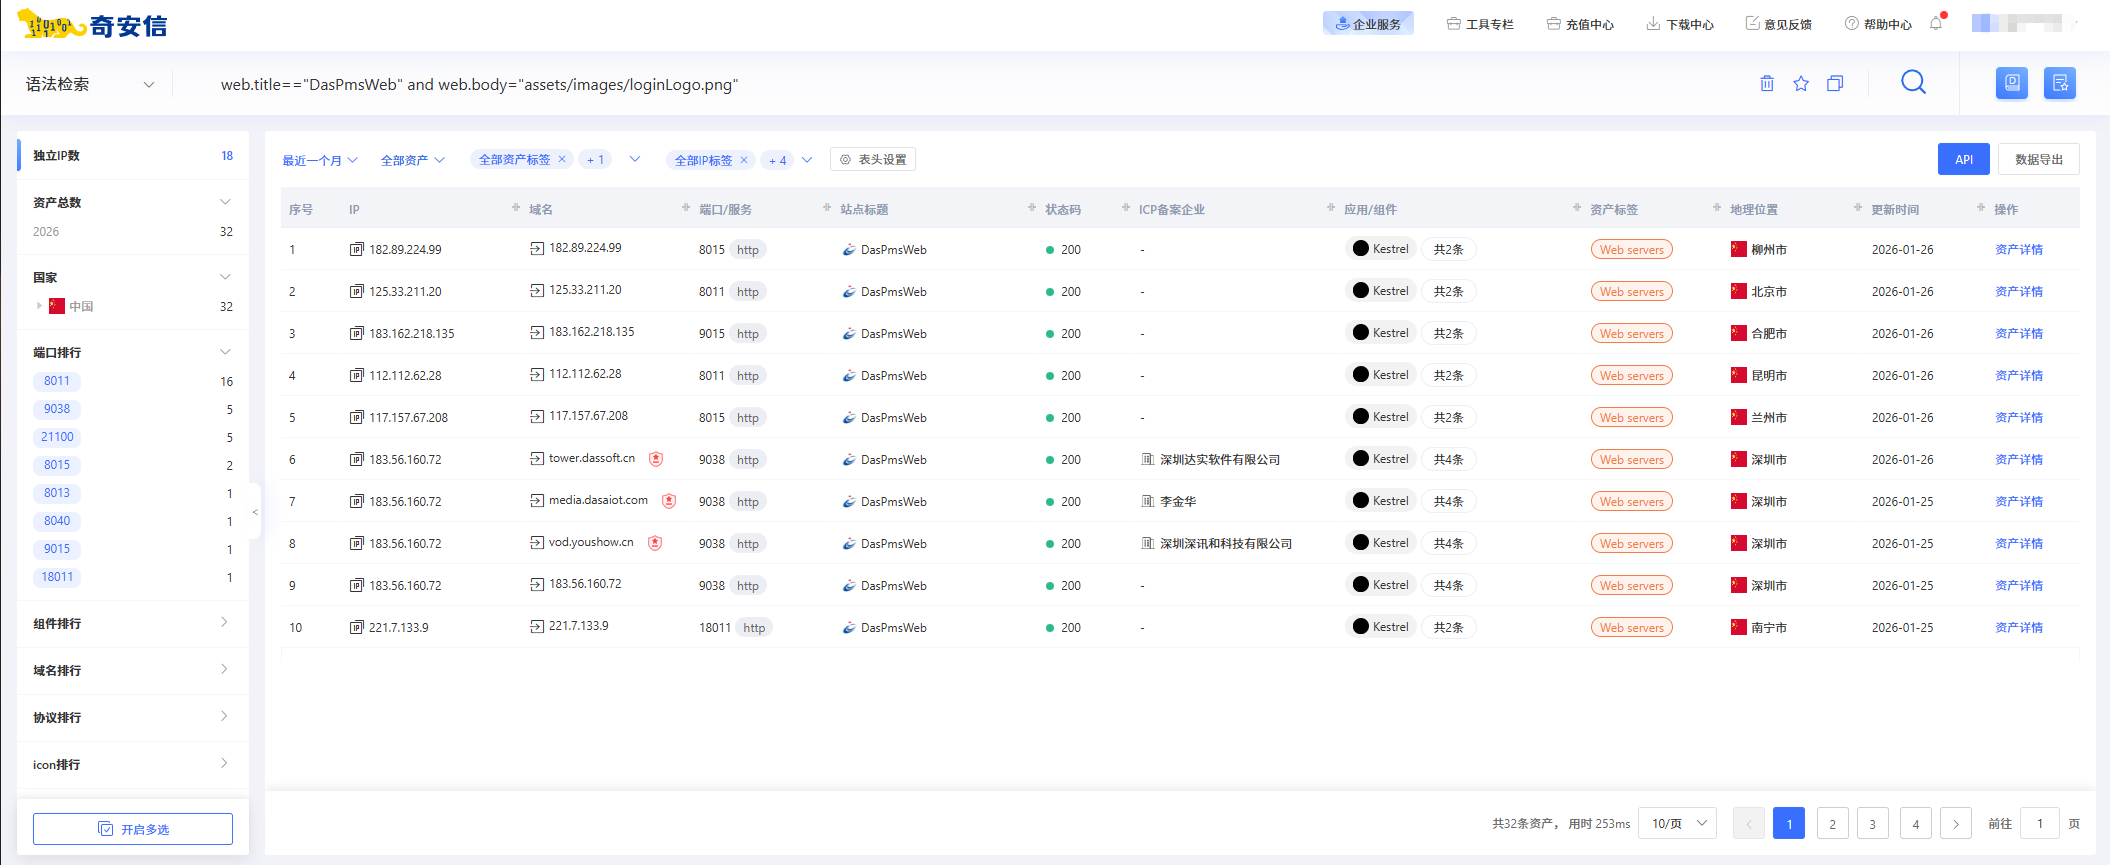 奇安信
企业服务 工具专栏 充值中心 下载中心 意见反馈 帮助中心
语法检索 web.title=="DasPmsWeb" and web.body="assets/images/loginLogo.png"
独立IP数 18
资产总数
2026 32
国家
中国 32
端口排行
8011 16
9038 5
21100 5
8015 2
8013 1
8040 1
9015 1
18011 1
组件排行
域名排行
协议排行
icon排行
开启多选
最近一个月 全部资产 全部资产标签 × + 1 全部IP标签 × + 4 表头设置 API 数据导出
序号 IP 域名 端口/服务 站点标题 状态码 ICP备案企业 应用/组件 资产标签 地理位置 更新时间 操作
1 182.89.224.99 182.89.224.99 8015 http DasPmsWeb 200 - Kestrel 共2条 Web servers 柳州市 2026-01-26 资产详情
2 125.33.211.20 125.33.211.20 8011 http DasPmsWeb 200 - Kestrel 共2条 Web servers 北京市 2026-01-26 资产详情
3 183.162.218.135 183.162.218.135 9015 http DasPmsWeb 200 - Kestrel 共2条 Web servers 合肥市 2026-01-26 资产详情
4 112.112.62.28 112.112.62.28 8011 http DasPmsWeb 200 - Kestrel 共2条 Web servers 昆明市 2026-01-26 资产详情
5 117.157.67.208 117.157.67.208 8015 http DasPmsWeb 200 - Kestrel 共2条 Web servers 兰州市 2026-01-26 资产详情
6 183.56.160.72 tower.dassoft.cn 9038 http DasPmsWeb 200 深圳达实软件有限公司 Kestrel 共4条 Web servers 深圳市 2026-01-26 资产详情
7 183.56.160.72 media.dasaiot.com 9038 http DasPmsWeb 200 李金华 Kestrel 共4条 Web servers 深圳市 2026-01-25 资产详情
8 183.56.160.72 vod.youshow.cn 9038 http DasPmsWeb 200 深圳深讯和科技有限公司 Kestrel 共4条 Web servers 深圳市 2026-01-25 资产详情
9 183.56.160.72 183.56.160.72 9038 http DasPmsWeb 200 - Kestrel 共4条 Web servers 深圳市 2026-01-25 资产详情
10 221.7.133.9 221.7.133.9 18011 http DasPmsWeb 200 - Kestrel 共2条 Web servers 南宁市 2026-01-25 资产详情
共32条资产， 用时 253ms 10/页 < 1 2 3 4 > 前往 1 页